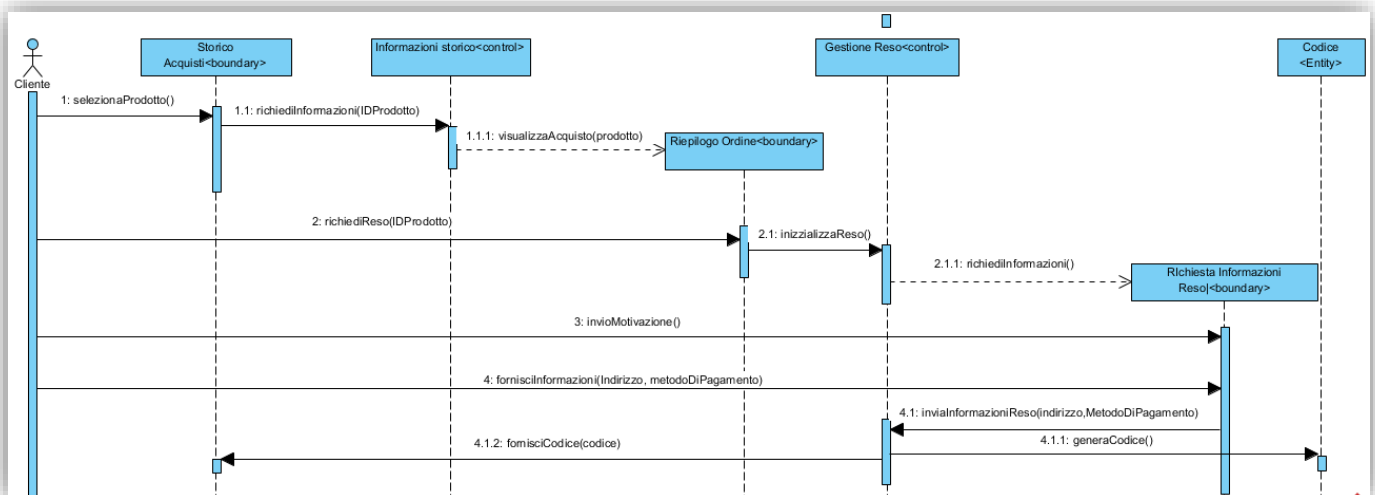 Storico
Acquisti<boundary>
Informazioni storico<control>
Gestione Reso<control>
Codice
<Entity>
Cliente
1: selezionaProdotto()
1.1: richiediInformazioni(IDProdotto)
1.1.1: visualizzaAcquisto(prodotto)
Riepilogo Ordine<boundary>
2: richiediReso(IDProdotto)
2.1: inizzializzaReso()
2.1.1: richiediInformazioni()
RIchiesta Informazioni
Reso|<boundary>
3: invioMotivazione()
4: fornisciInformazioni(Indirizzo, metodoDiPagamento)
4.1: inviaInformazioniReso(indirizzo,MetodoDiPagamento)
4.1.2: fornisciCodice(codice)
4.1.1: generaCodice()